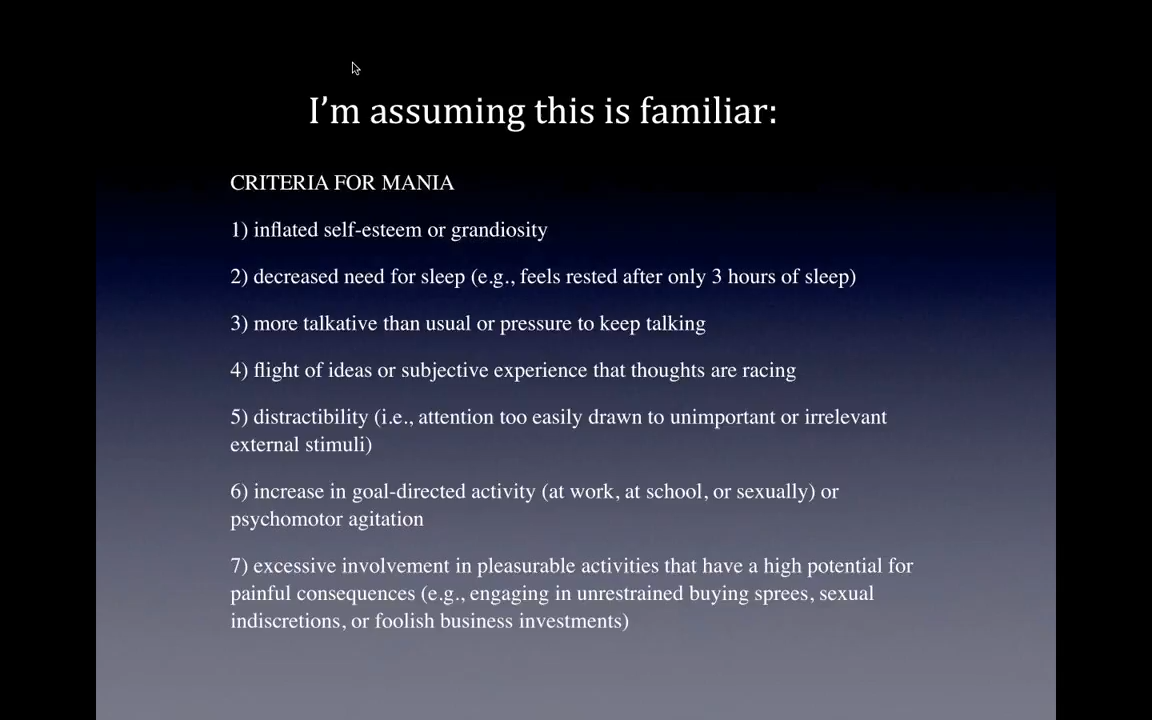 I’m assuming this is familiar:
CRITERIA FOR MANIA
1) inflated self-esteem or grandiosity
2) decreased need for sleep (e.g., feels rested after only 3 hours of sleep)
3) more talkative than usual or pressure to keep talking
4) flight of ideas or subjective experience that thoughts are racing
5) distractibility (i.e., attention too easily drawn to unimportant or irrelevant
external stimuli)
6) increase in goal-directed activity (at work, at school, or sexually) or
psychomotor agitation
7) excessive involvement in pleasurable activities that have a high potential for
painful consequences (e.g., engaging in unrestrained buying sprees, sexual
indiscretions, or foolish business investments)